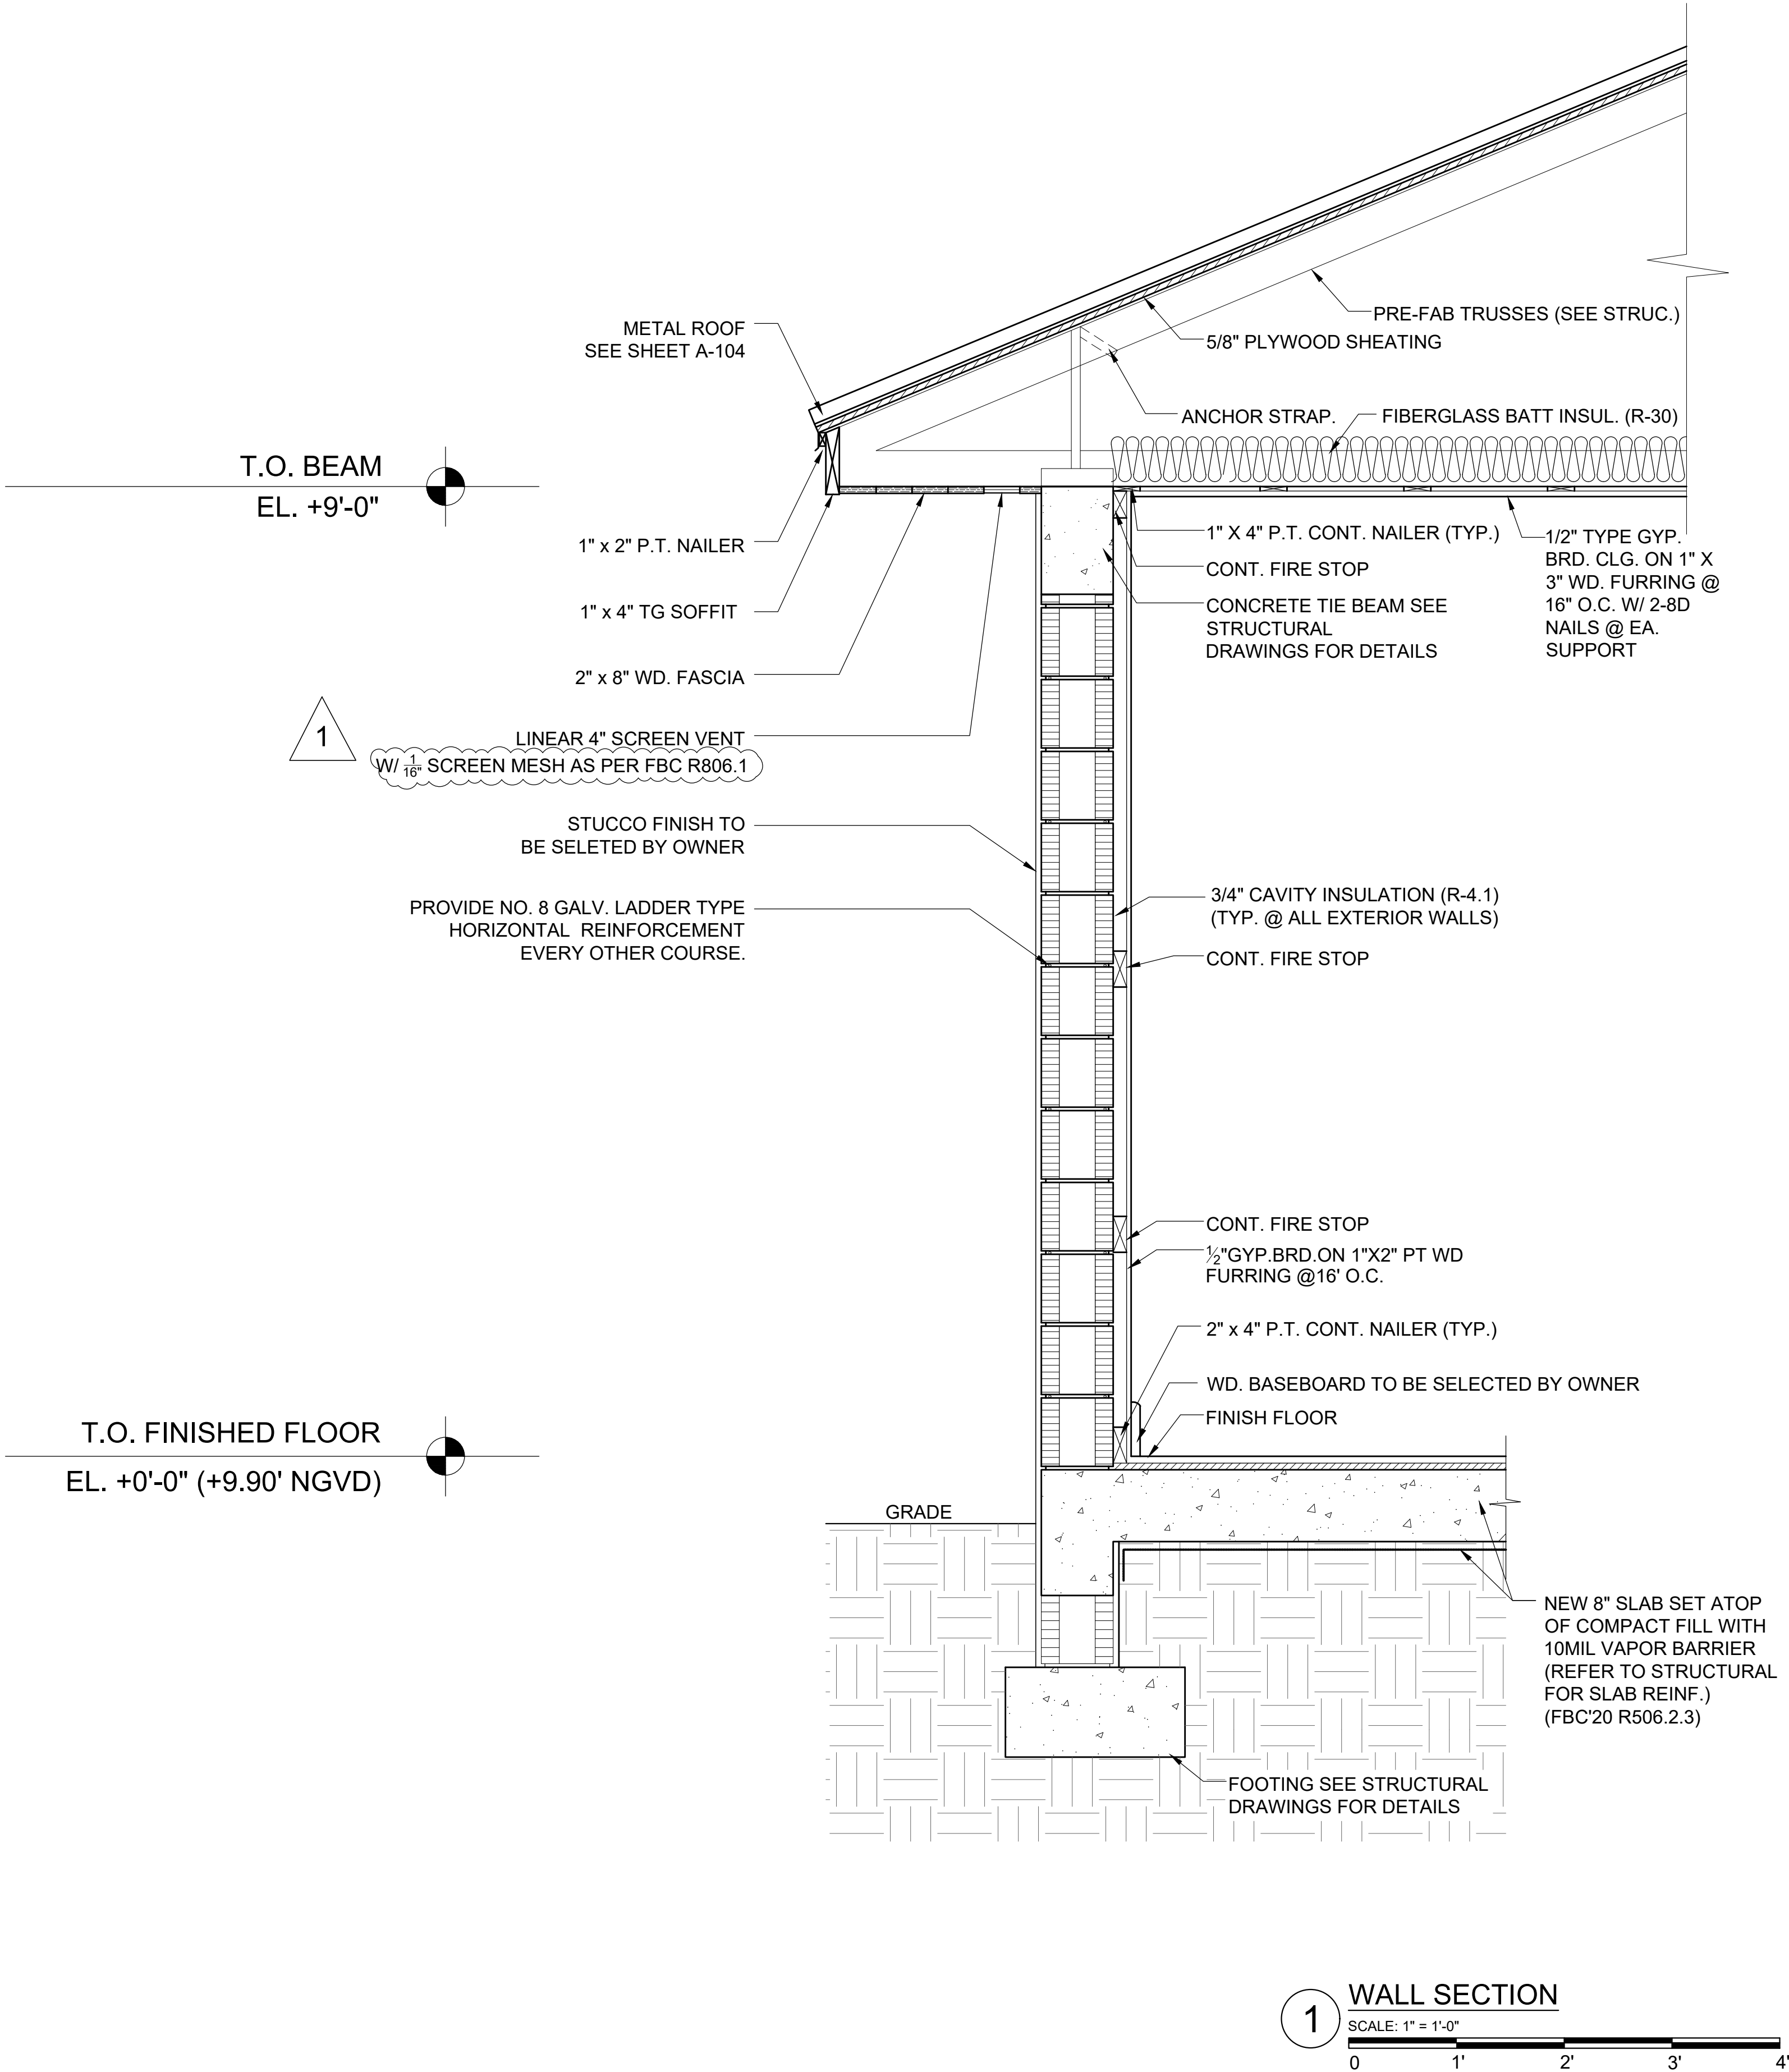 METAL ROOF
SEE SHEET A-104
PRE-FAB TRUSSES (SEE STRUC.)
5/8" PLYWOOD SHEATING
ANCHOR STRAP.
FIBERGLASS BATT INSUL. (R-30)
T.O. BEAM
EL. +9'-0"
1" x 2" P.T. NAILER
1" x 4" TG SOFFIT
2" x 8" WD. FASCIA
1
LINEAR 4" SCREEN VENT
W/ 1/16" SCREEN MESH AS PER FBC R806.1
STUCCO FINISH TO
BE SELETED BY OWNER
PROVIDE NO. 8 GALV. LADDER TYPE
HORIZONTAL REINFORCEMENT
EVERY OTHER COURSE.
1" X 4" P.T. CONT. NAILER (TYP.)
CONT. FIRE STOP
CONCRETE TIE BEAM SEE
STRUCTURAL
DRAWINGS FOR DETAILS
1/2" TYPE GYP.
BRD. CLG. ON 1" X
3" WD. FURRING @
16" O.C. W/ 2-8D
NAILS @ EA.
SUPPORT
3/4" CAVITY INSULATION (R-4.1)
(TYP. @ ALL EXTERIOR WALLS)
CONT. FIRE STOP
CONT. FIRE STOP
½"GYP.BRD.ON 1"X2" PT WD
FURRING @16' O.C.
2" x 4" P.T. CONT. NAILER (TYP.)
WD. BASEBOARD TO BE SELECTED BY OWNER
FINISH FLOOR
T.O. FINISHED FLOOR
EL. +0'-0" (+9.90' NGVD)
GRADE
NEW 8" SLAB SET ATOP
OF COMPACT FILL WITH
10MIL VAPOR BARRIER
(REFER TO STRUCTURAL
FOR SLAB REINF.)
(FBC'20 R506.2.3)
FOOTING SEE STRUCTURAL
DRAWINGS FOR DETAILS
1
WALL SECTION
SCALE: 1" = 1'-0"
0 1' 2' 3' 4'